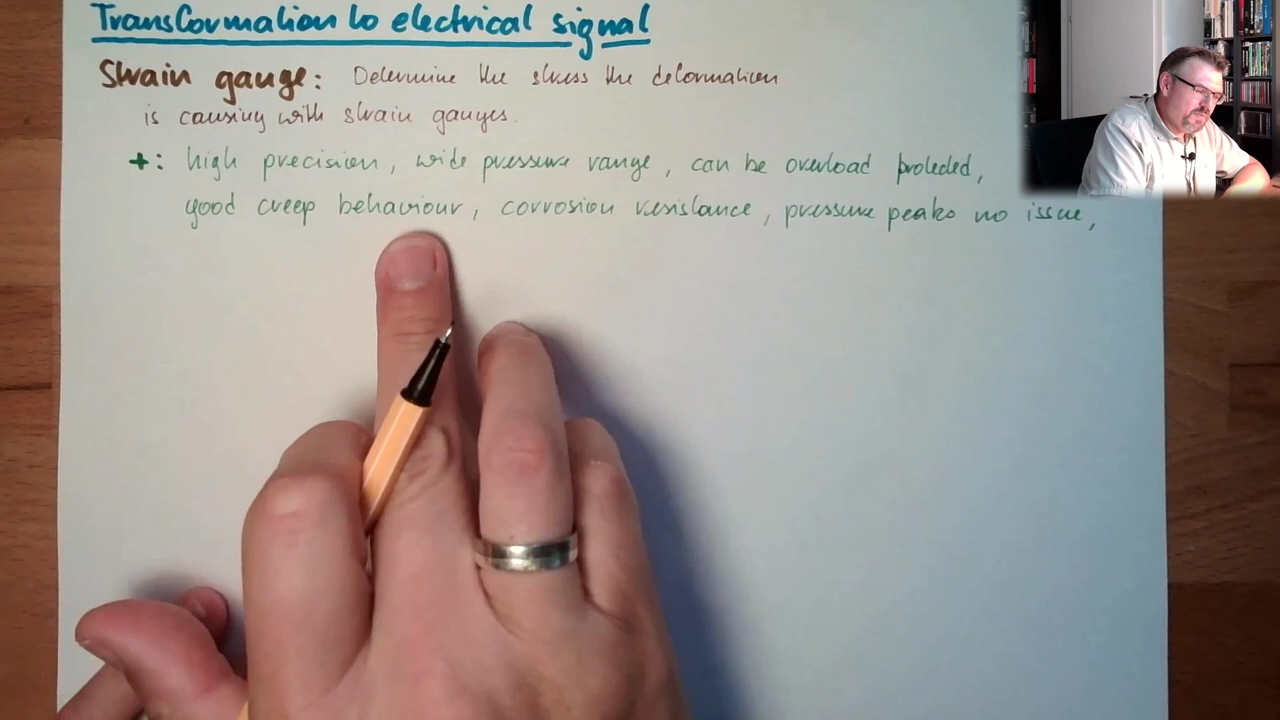 Transformation to electrical signal
Strain gauge: Determine the stress the deformation
is causing with strain gauges.
+: high precision, wide pressure range, can be overload protected,
good creep behaviour, corrosion resistance, pressure peaks no issue,